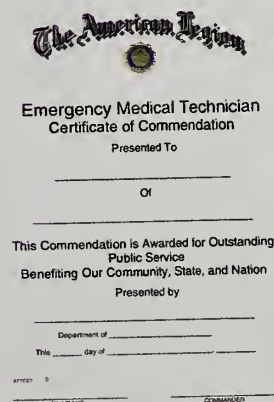 The American Legion
Emergency Medical Technician
Certificate of Commendation
Presented To
Of
This Commendation is Awarded for Outstanding
Public Service
Benefiting Our Community, State, and Nation
Presented by
Department of
This day of
ATTEST
COMMANDER